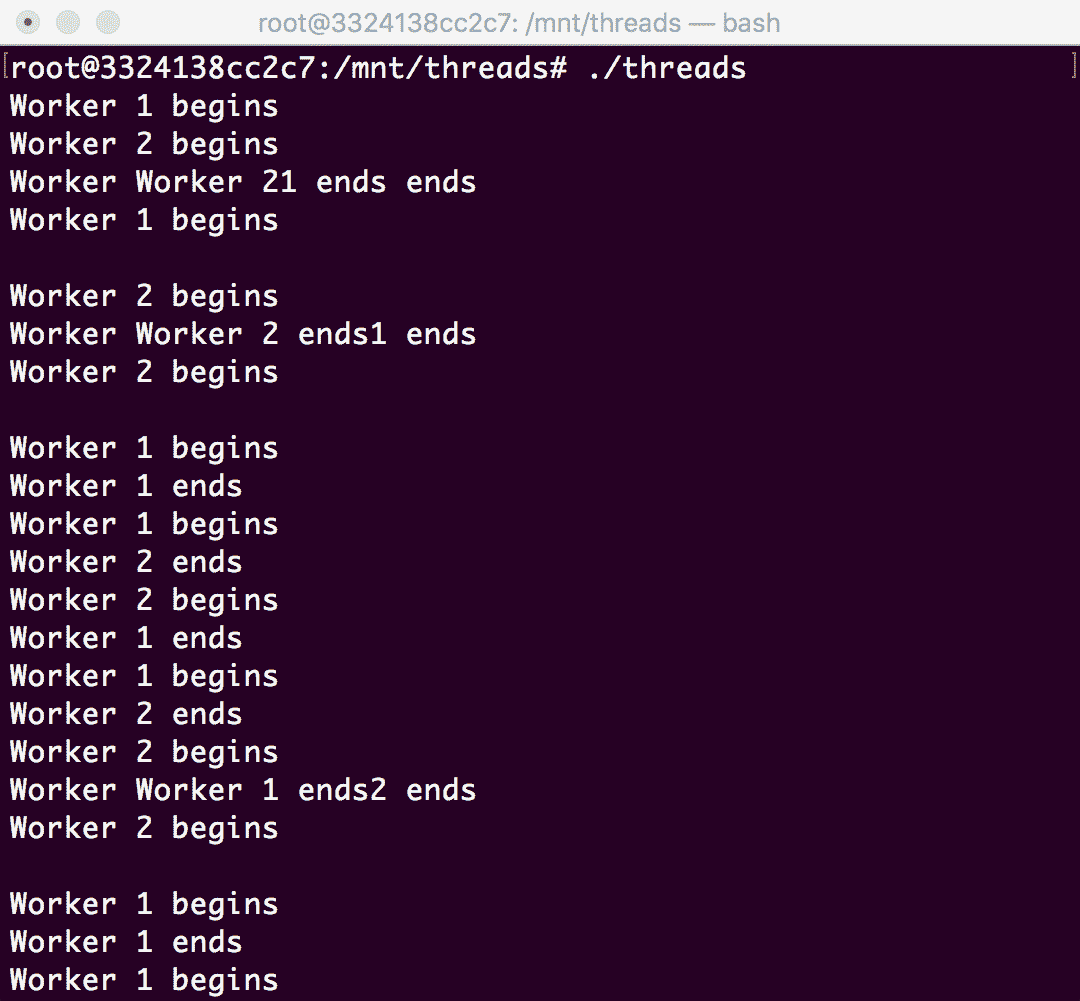 root@3324138cc2c7: /mnt/threads — bash
[root@3324138cc2c7:/mnt/threads# ./threads ]
Worker 1 begins
Worker 2 begins
Worker Worker 21 ends ends
Worker 1 begins
Worker 2 begins
Worker Worker 2 ends1 ends
Worker 2 begins
Worker 1 begins
Worker 1 ends
Worker 1 begins
Worker 2 ends
Worker 2 begins
Worker 1 ends
Worker 1 begins
Worker 2 ends
Worker 2 begins
Worker Worker 1 ends2 ends
Worker 2 begins
Worker 1 begins
Worker 1 ends
Worker 1 begins